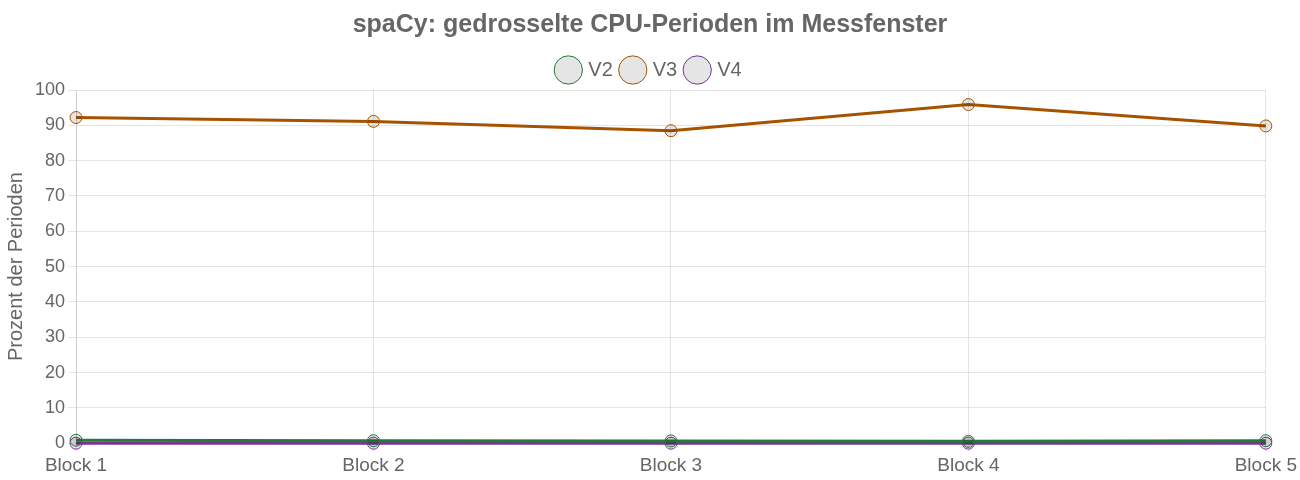 spaCy: gedrosselte CPU-Perioden im Messfenster
V2 V3 V4
Prozent der Perioden
100
90
80
70
60
50
40
30
20
10
0
Block 1 Block 2 Block 3 Block 4 Block 5